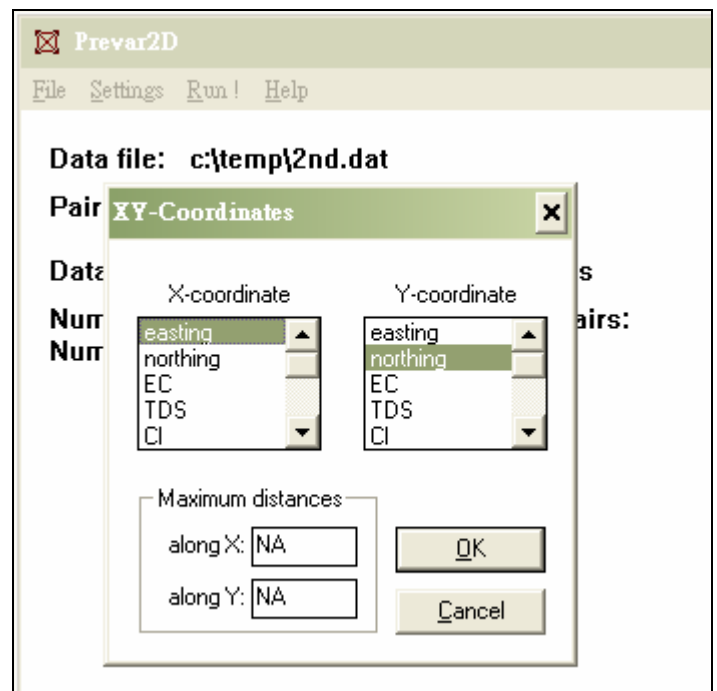 Prevar2D
File Settings Run ! Help
Data file: c:\temp\2nd.dat
Pair
XY-Coordinates
Data
s
X-coordinate Y-coordinate
Num
airs:
Num
easting easting
northing northing
EC EC
TDS TDS
Cl Cl
Maximum distances
along X: NA
OK
along Y: NA
Cancel